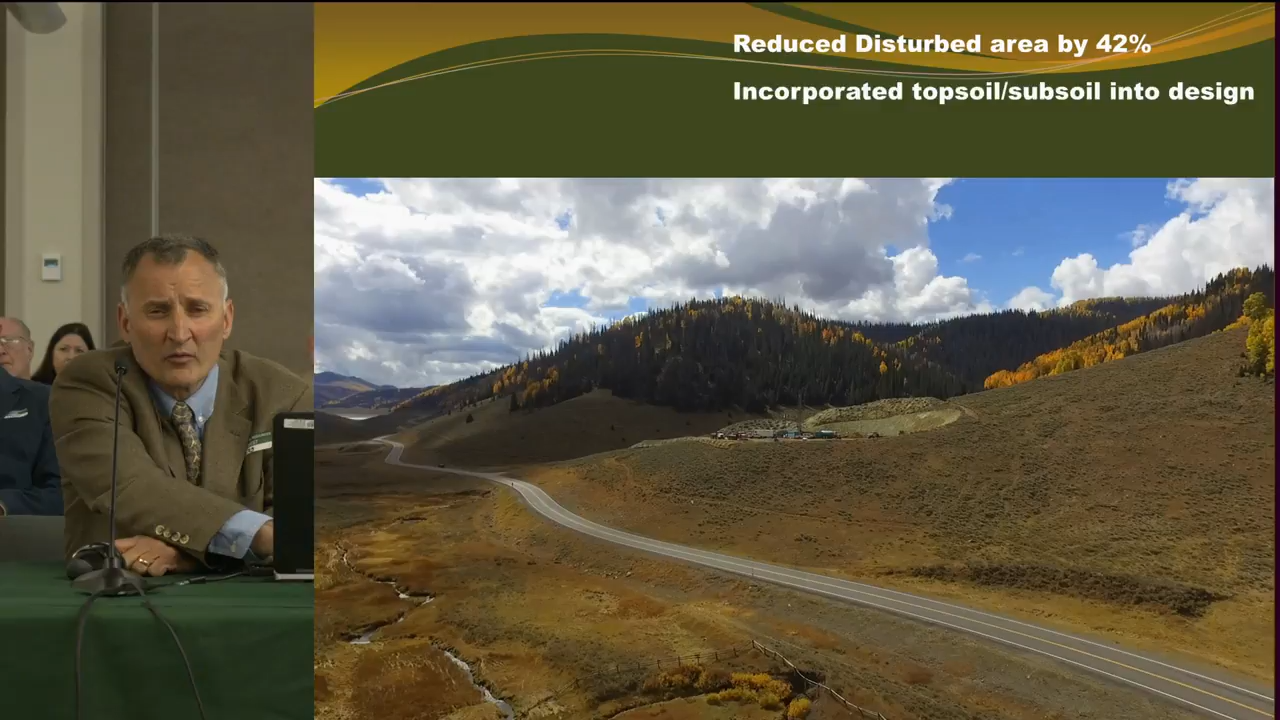 Reduced Disturbed area by 42%
Incorporated topsoil/subsoil into design